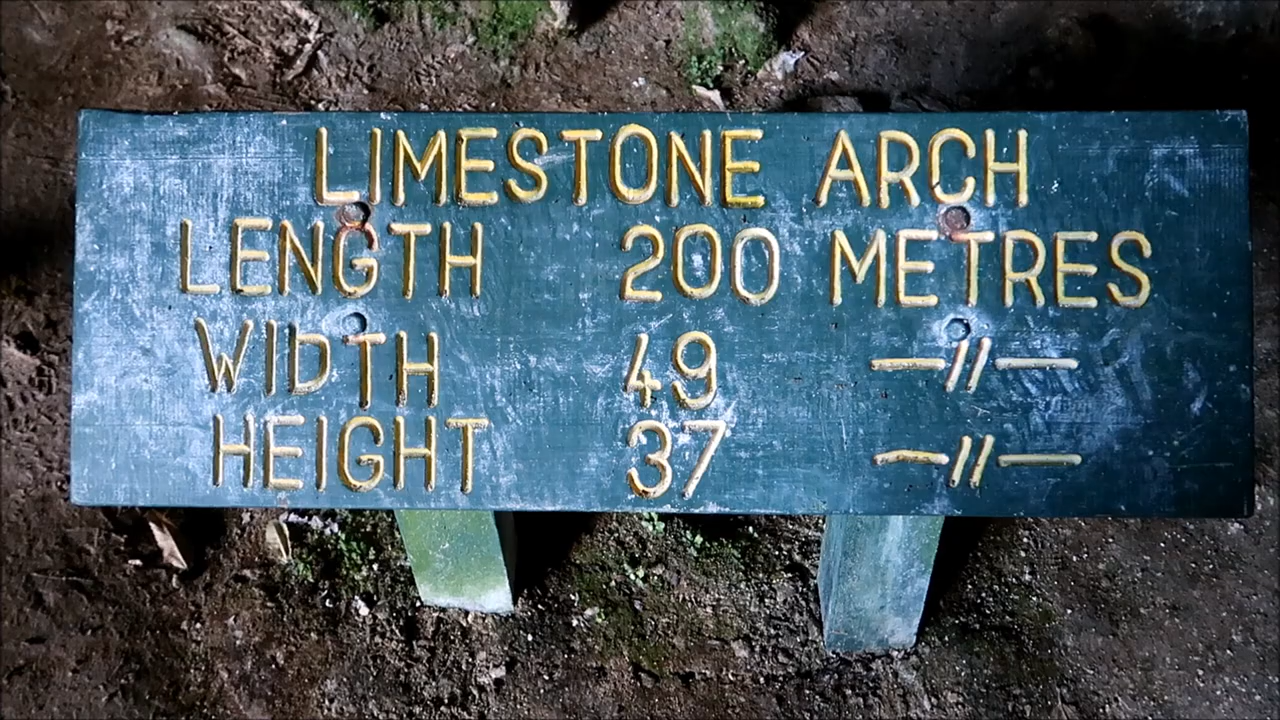 LIMESTONE ARCH
LENGTH 200 METRES
WIDTH 49 —//—
HEIGHT 37 —//—